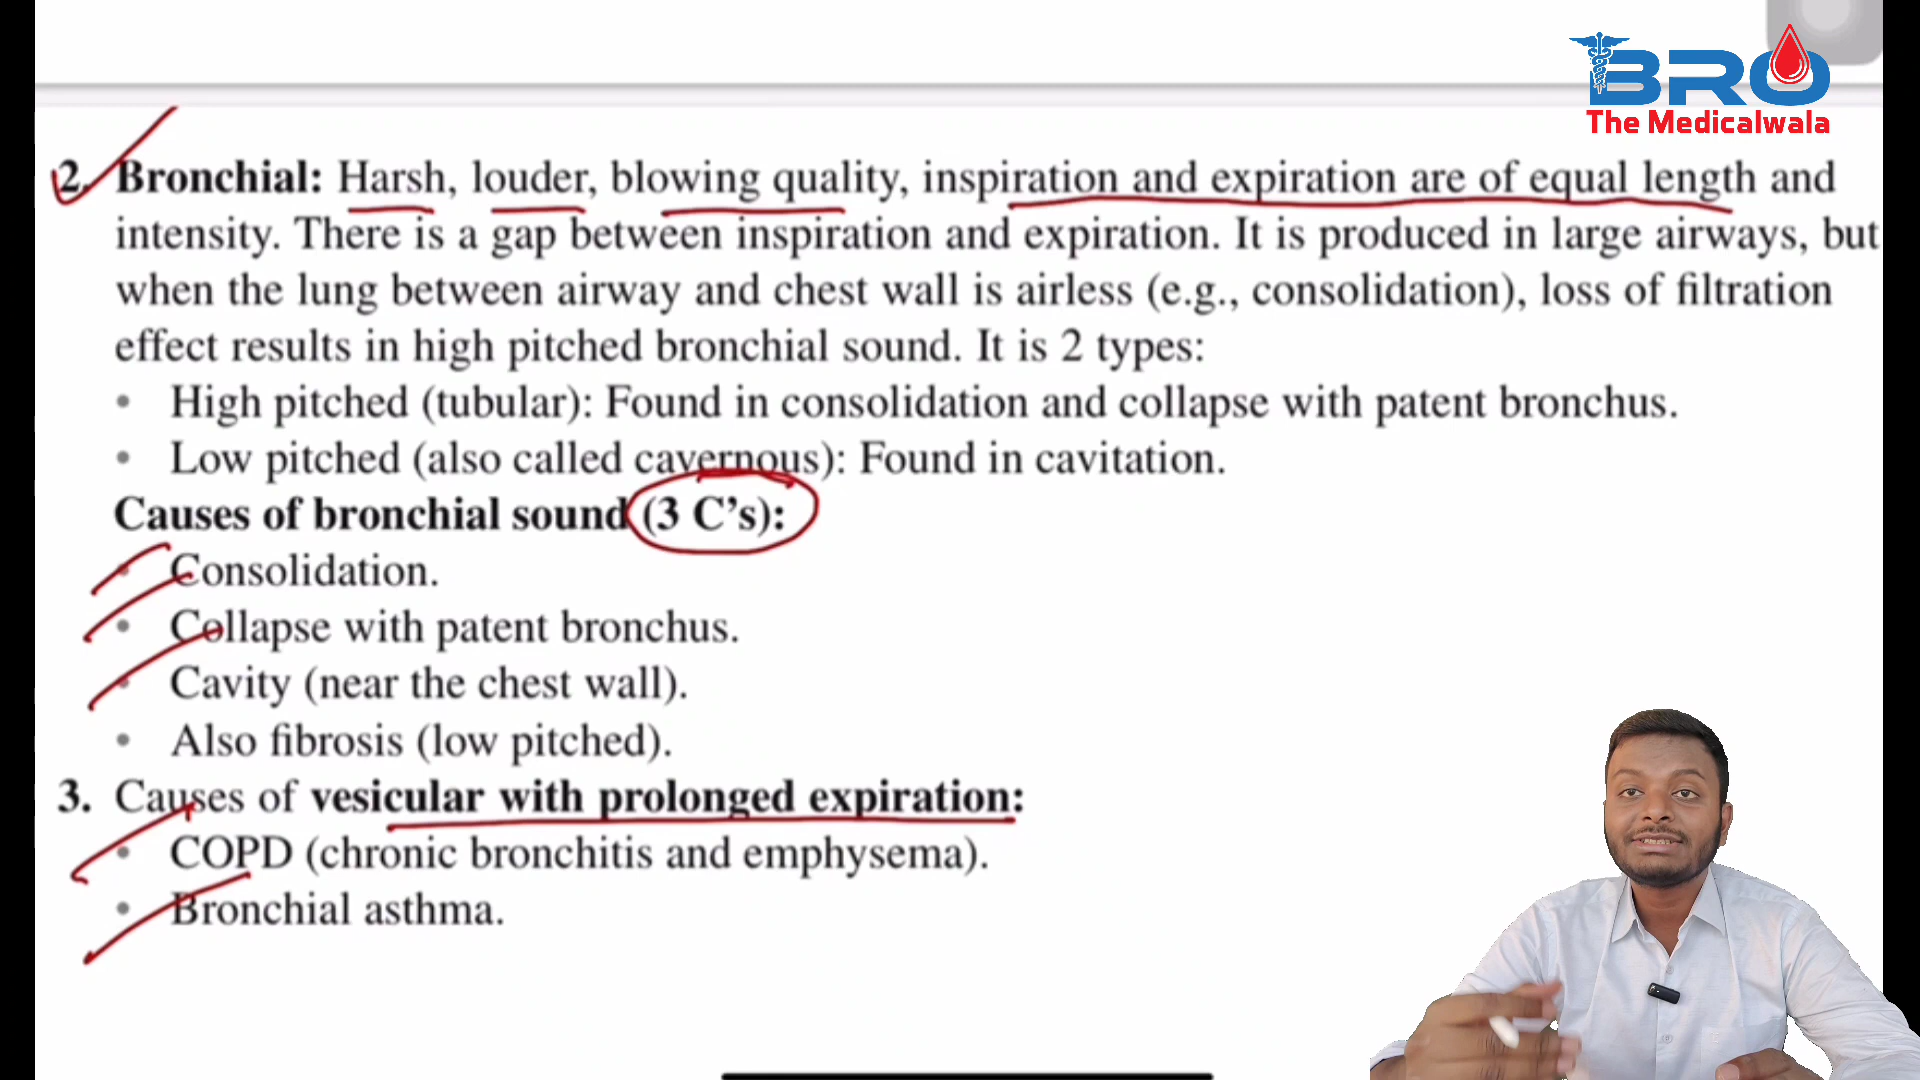 BRO
The Medicalwala
2. Bronchial: Harsh, louder, blowing quality, inspiration and expiration are of equal length and
intensity. There is a gap between inspiration and expiration. It is produced in large airways, but
when the lung between airway and chest wall is airless (e.g., consolidation), loss of filtration
effect results in high pitched bronchial sound. It is 2 types:
• High pitched (tubular): Found in consolidation and collapse with patent bronchus.
• Low pitched (also called cavernous): Found in cavitation.
Causes of bronchial sound (3 C’s):
• Consolidation.
• Collapse with patent bronchus.
• Cavity (near the chest wall).
• Also fibrosis (low pitched).
3. Causes of vesicular with prolonged expiration:
• COPD (chronic bronchitis and emphysema).
• Bronchial asthma.